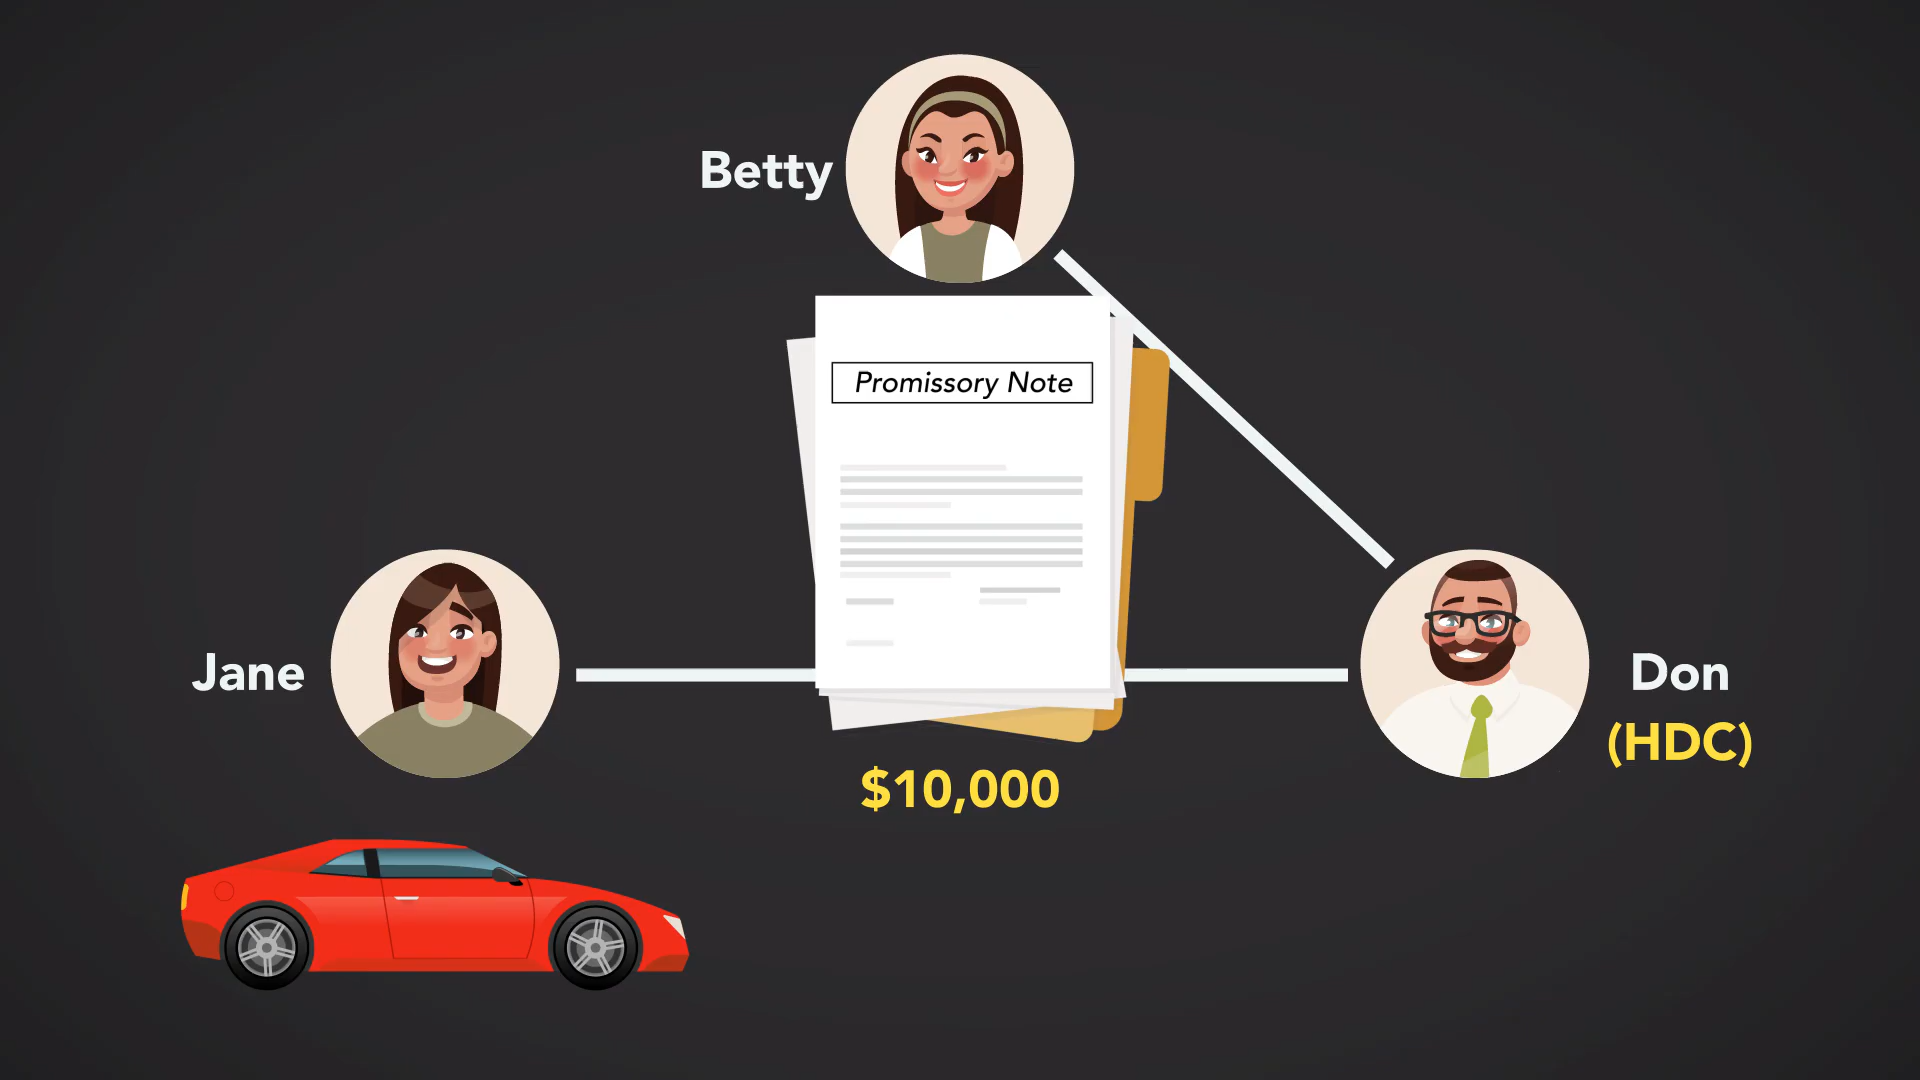 Betty
Promissory Note
Jane
Don
(HDC)
$10,000